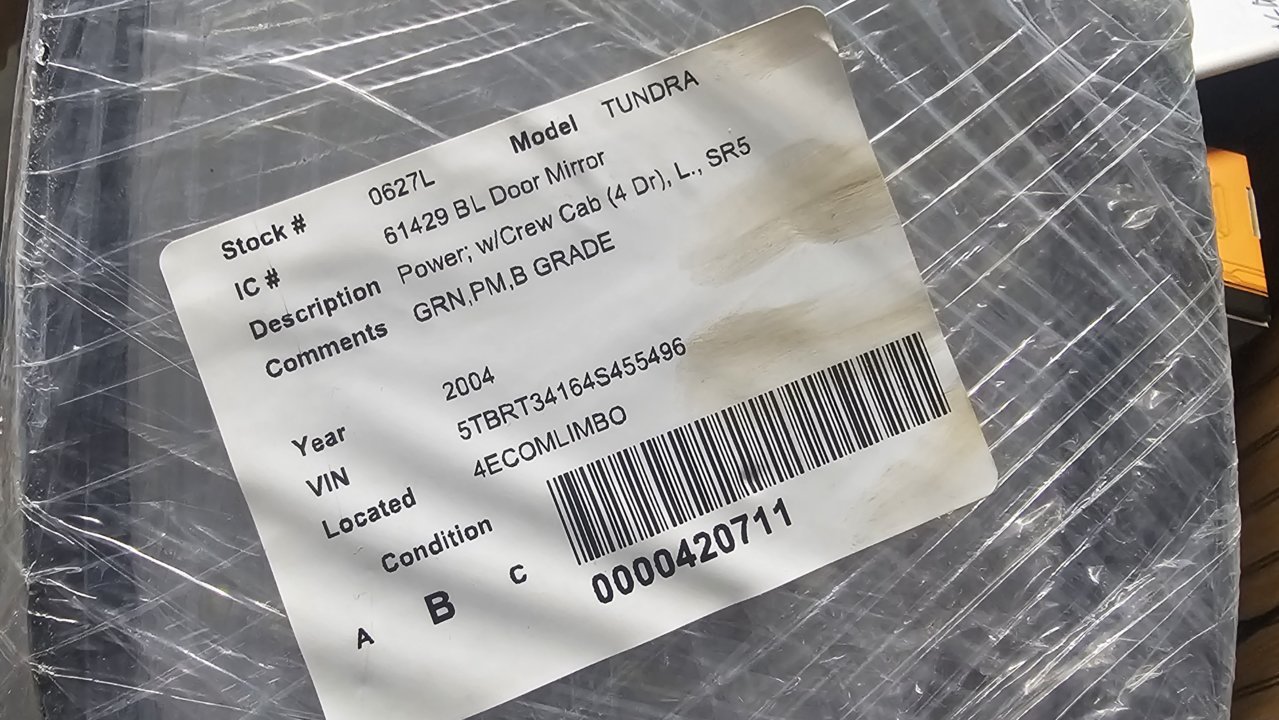 Stock # 0627L Model TUNDRA
IC # 61429 BL Door Mirror
Description Power; w/Crew Cab (4 Dr), L., SR5
Comments GRN,PM,B GRADE
Year 2004
VIN 5TBRT34164S455496
Located 4ECOMLIMBO
Condition
A B C
0000420711